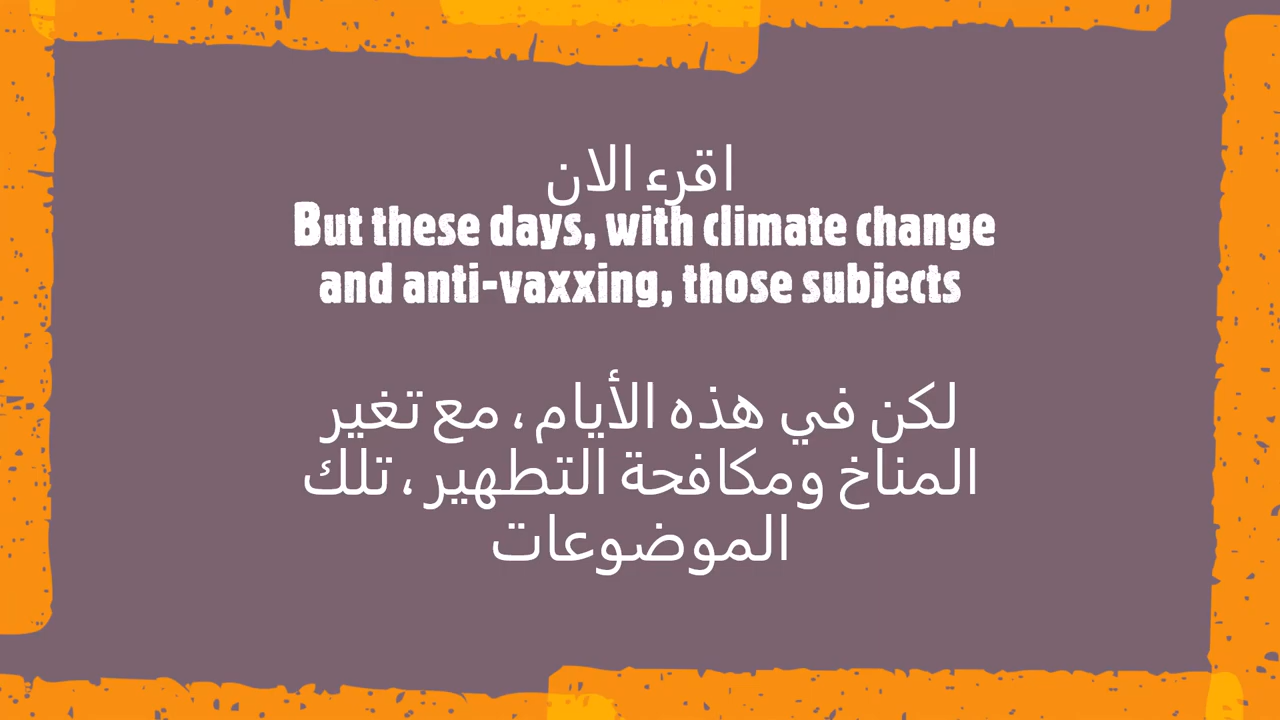 اقرء الان
But these days, with climate change
and anti-vaxxing, those subjects
لكن في هذه الأيام ، مع تغير
المناخ ومكافحة التطهير ، تلك
الموضوعات